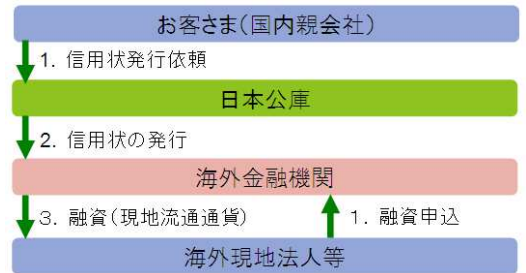 お客さま(国内親会社)
1. 信用状発行依頼
日本公庫
2. 信用状の発行
海外金融機関
3. 融資(現地流通通貨)
1. 融資申込
海外現地法人等